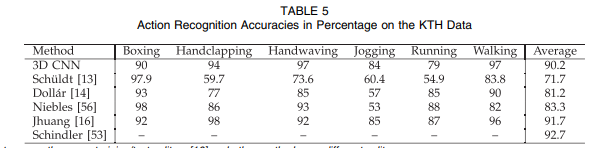 TABLE 5
Action Recognition Accuracies in Percentage on the KTH Data
Method Boxing Handclapping Handwaving Jogging Running Walking Average
3D CNN 90 94 97 84 79 97 90.2
Schüldt [13] 97.9 59.7 73.6 60.4 54.9 83.8 71.7
Dollár [14] 93 77 85 57 85 90 81.2
Niebles [56] 98 86 93 53 88 82 83.3
Jhuang [16] 92 98 92 85 87 96 91.7
Schindler [53] – – – – – – 92.7